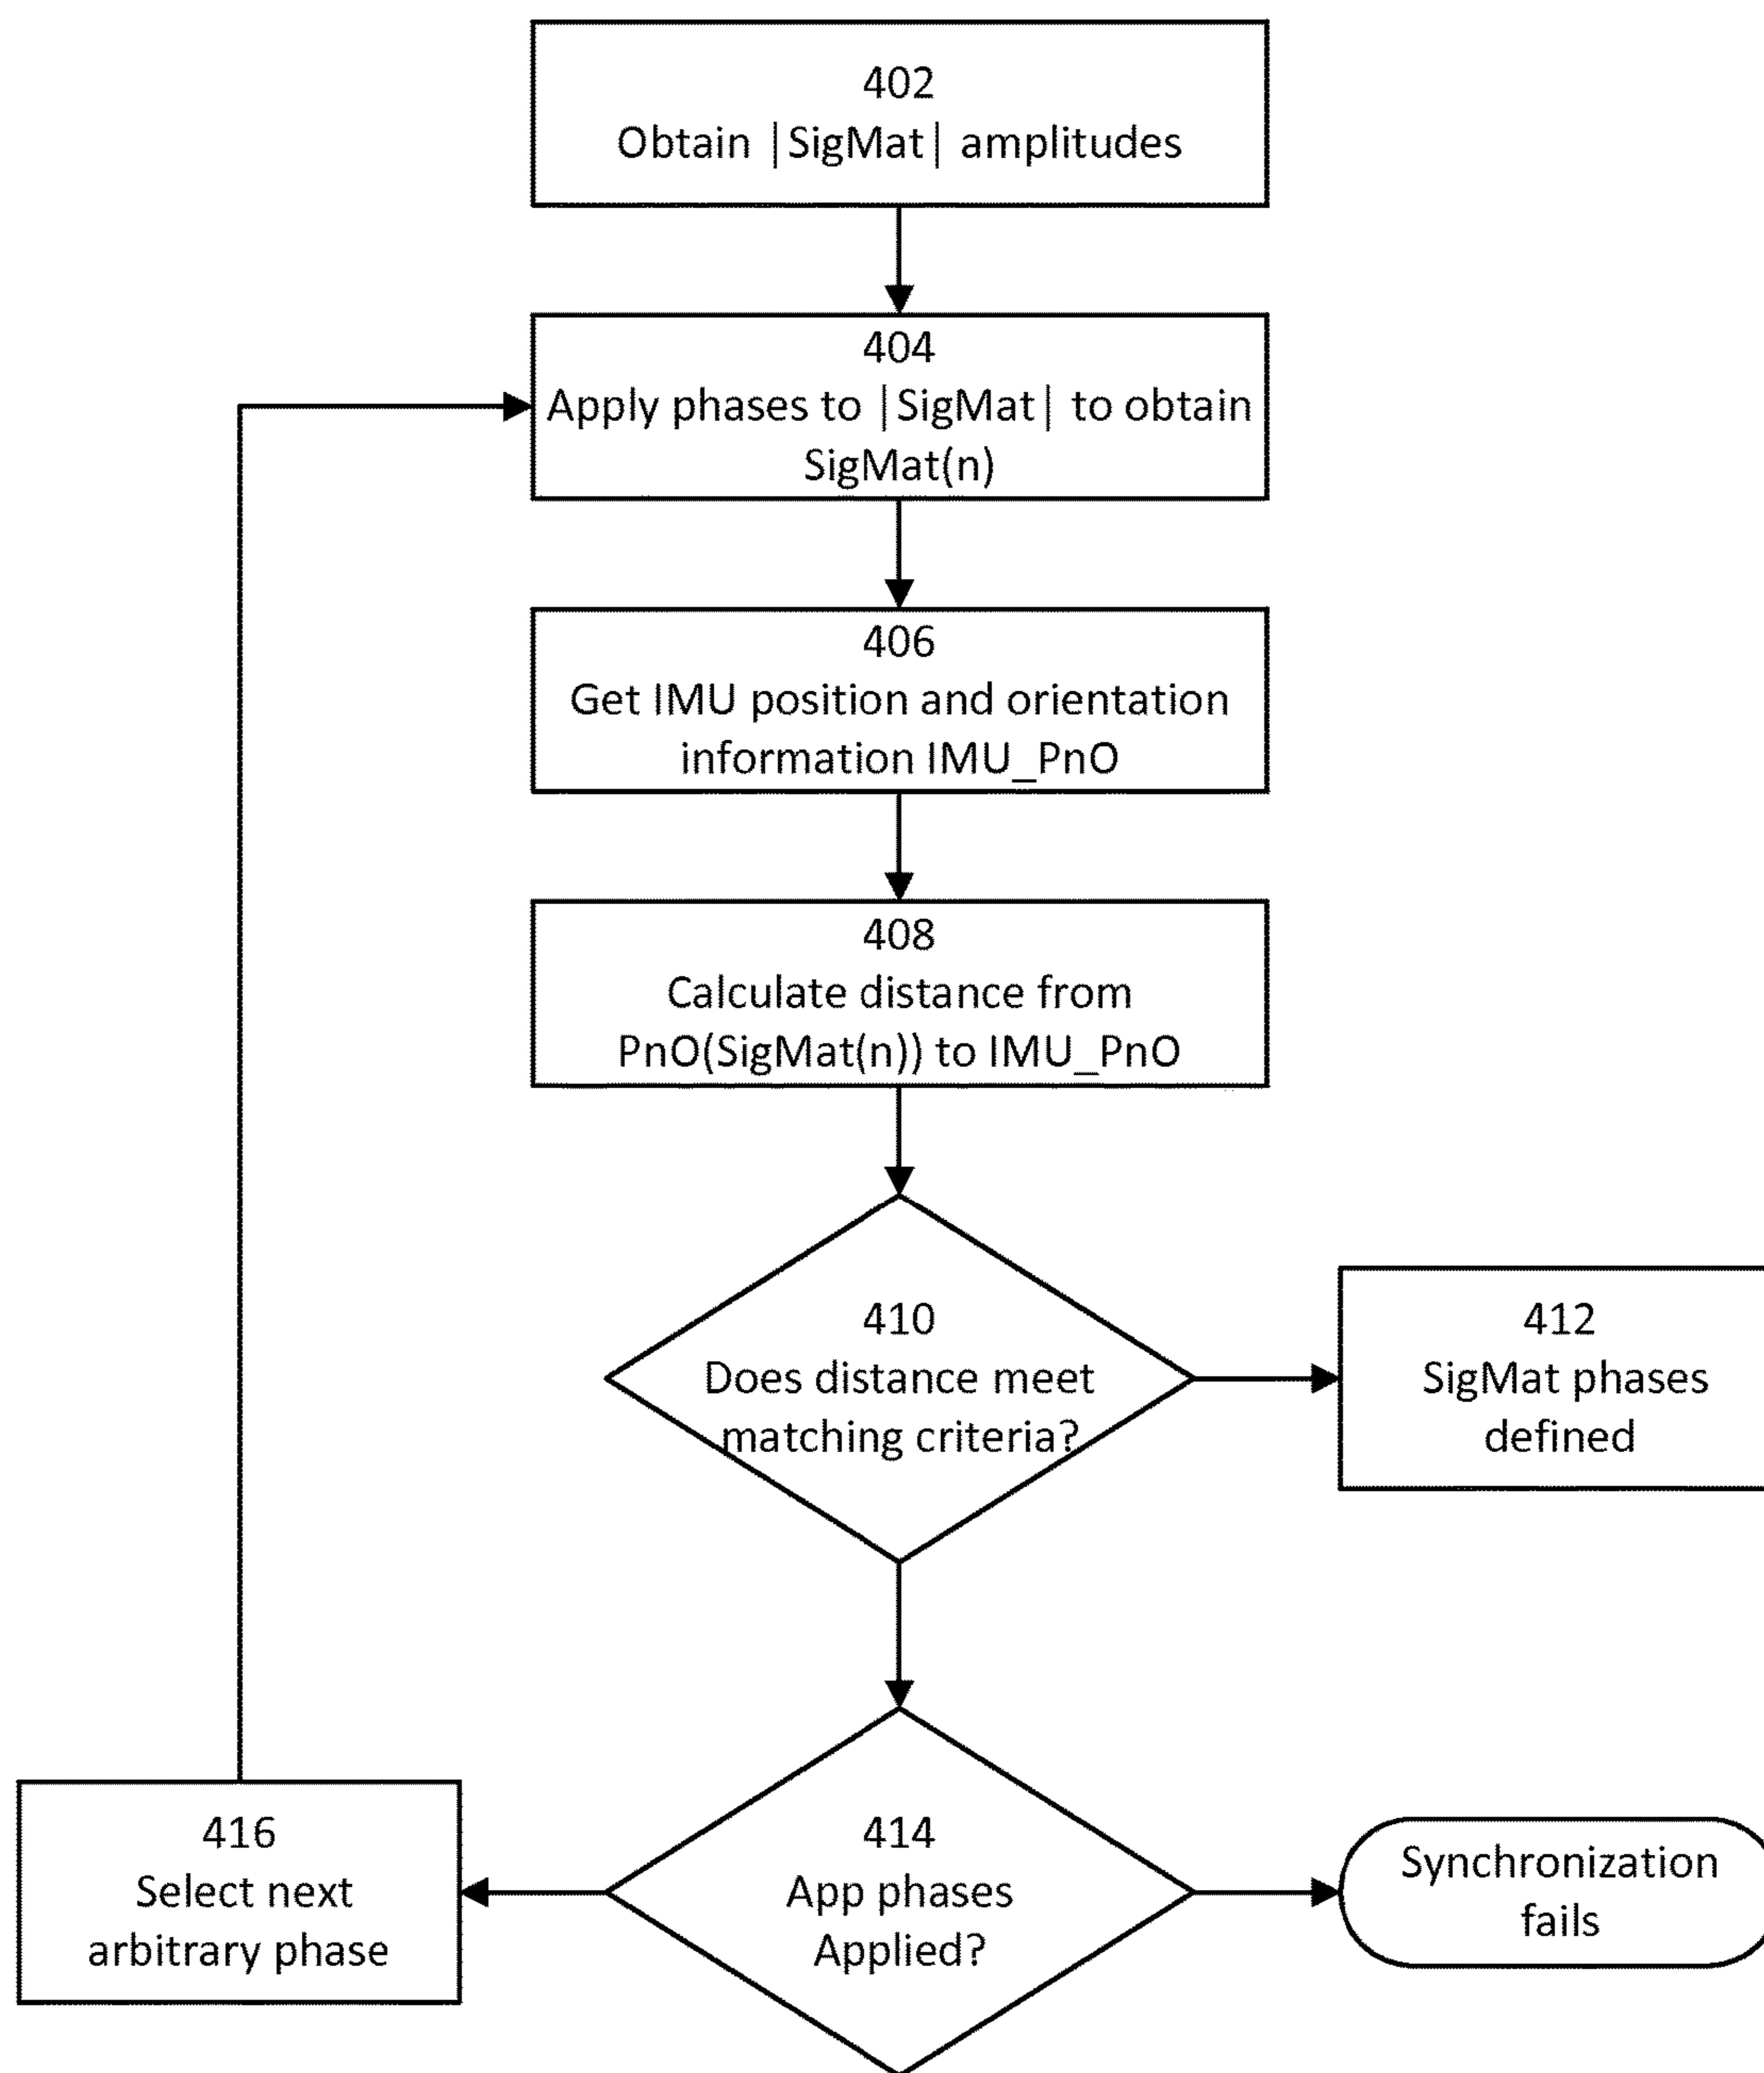 402
Obtain |SigMat| amplitudes
404
Apply phases to |SigMat| to obtain
SigMat(n)
406
Get IMU position and orientation
information IMU_PnO
408
Calculate distance from
PnO(SigMat(n)) to IMU_PnO
410
Does distance meet
matching criteria?
412
SigMat phases
defined
414
App phases
Applied?
416
Select next
arbitrary phase
Synchronization
fails